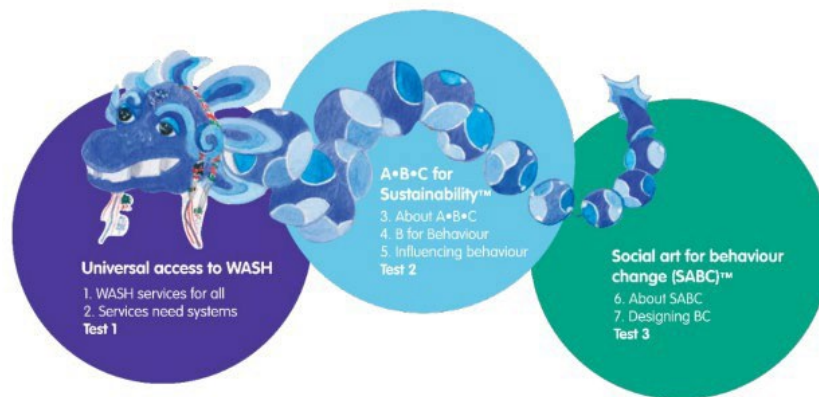 Universal access to WASH
1. WASH services for all
2. Services need systems
Test 1
A•B•C for
Sustainability™
3. About A•B•C
4. B for Behaviour
5. Influencing behaviour
Test 2
Social art for behaviour
change (SABC)™
6. About SABC
7. Designing BC
Test 3